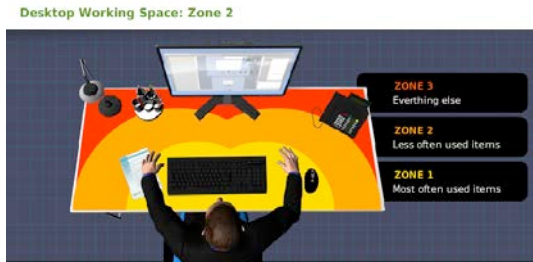 Desktop Working Space: Zone 2
ZONE 3
Everthing else
ZONE 2
Less often used items
ZONE 1
Most often used items